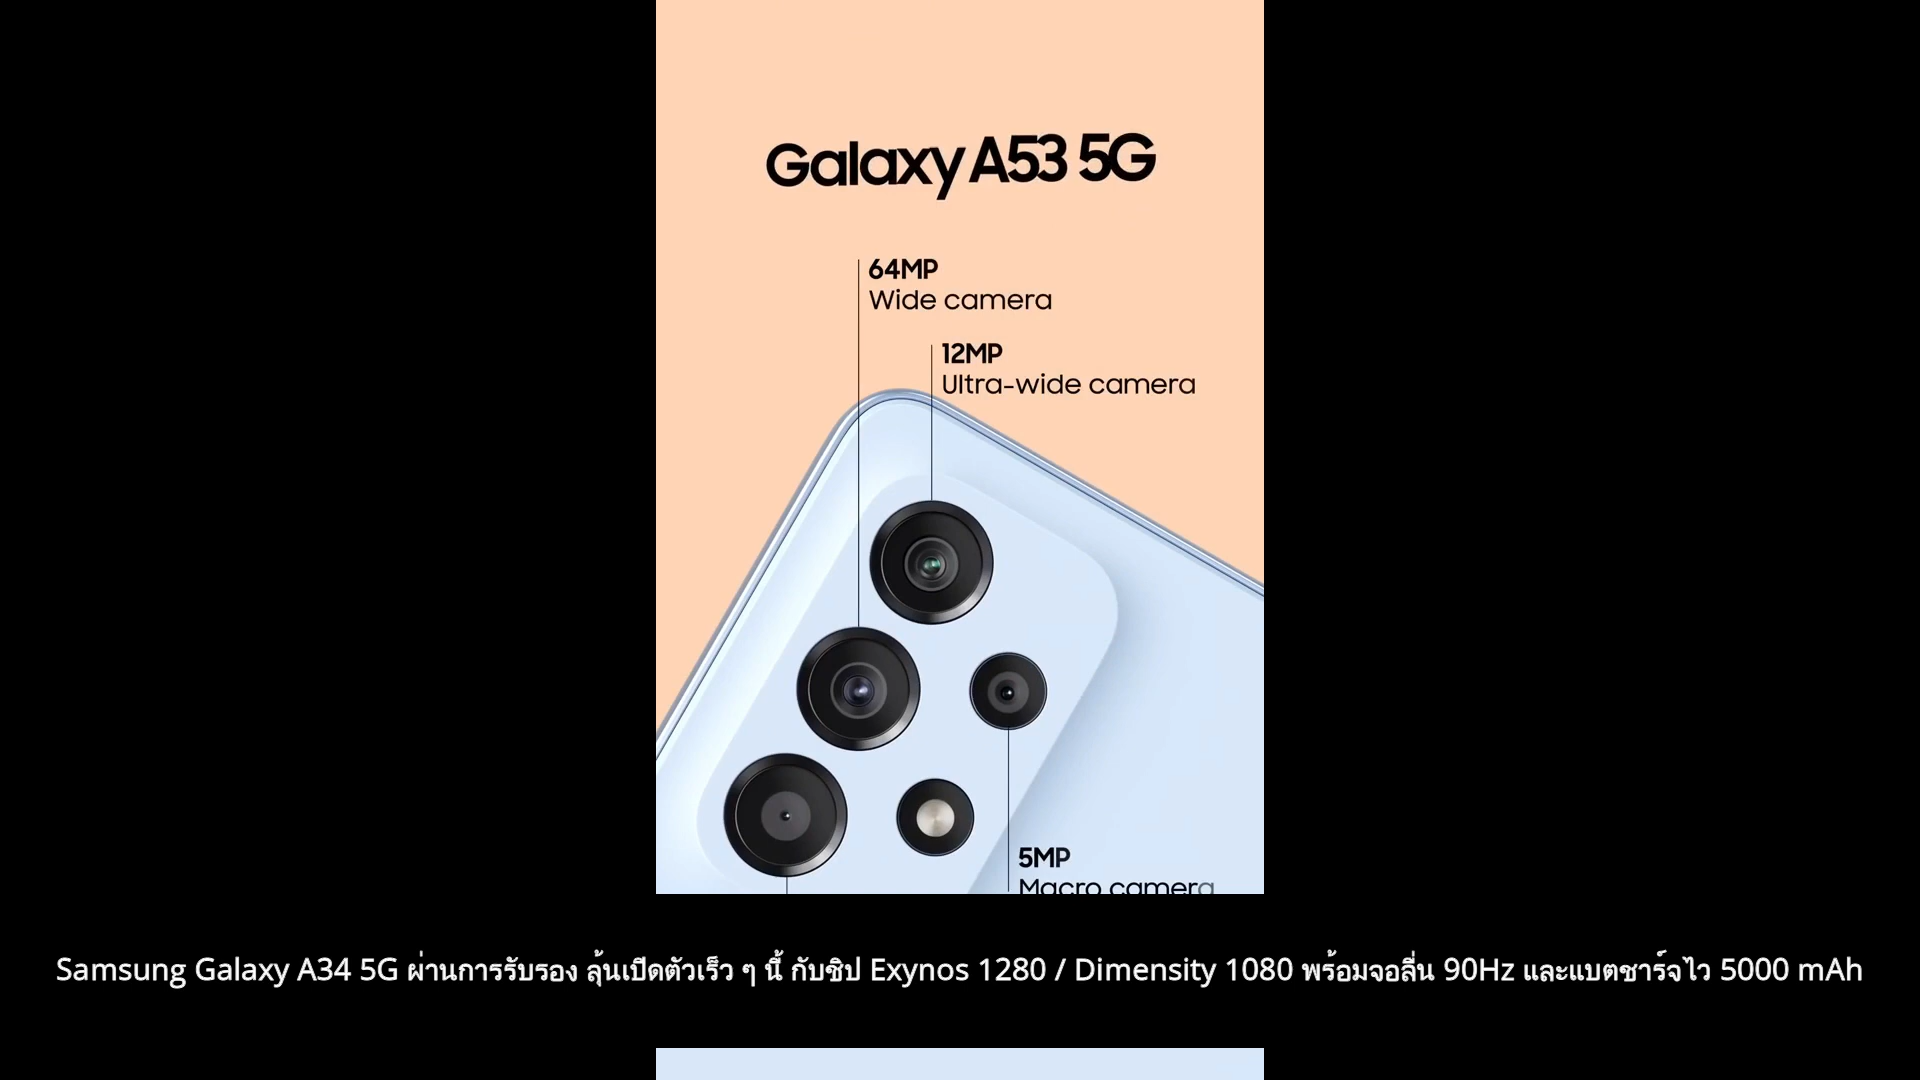 Galaxy A53 5G
64MP
Wide camera
12MP
Ultra-wide camera
5MP
Macro camera
Samsung Galaxy A34 5G ผ่านการรับรอง ลุ้นเปิดตัวเร็ว ๆ นี้ กับชิป Exynos 1280 / Dimensity 1080 พร้อมจอลื่น 90Hz และแบตชาร์จไว 5000 mAh